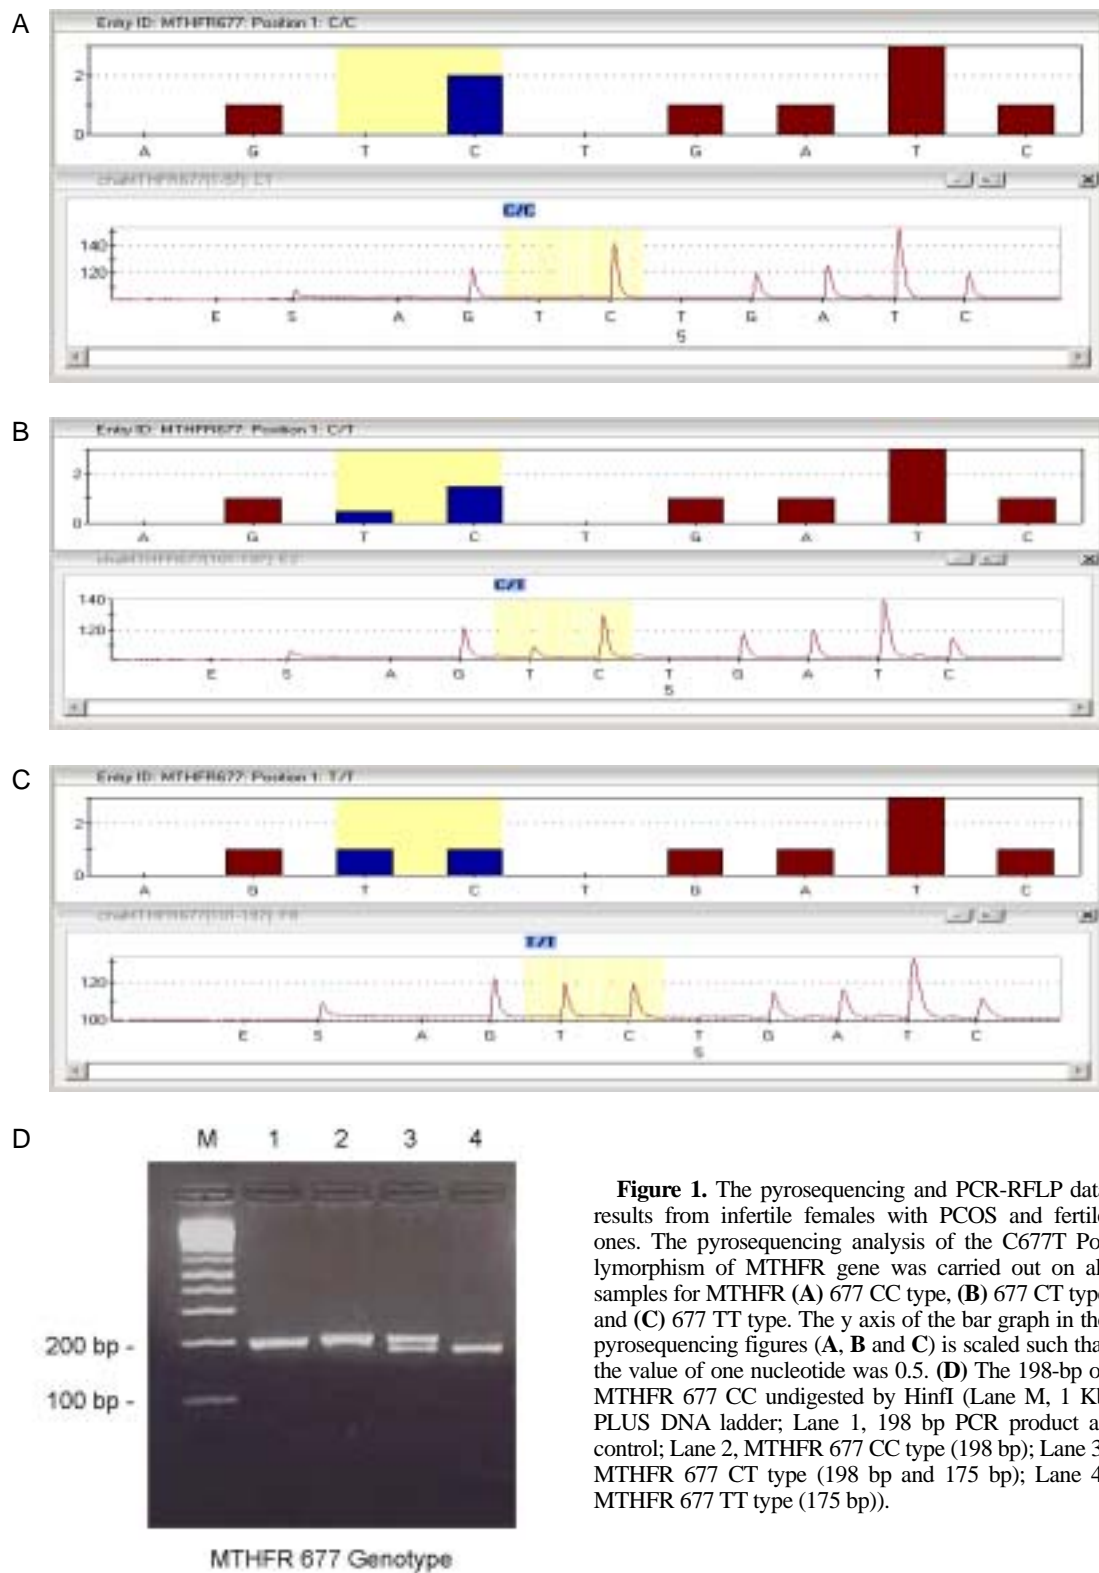 A
Entry ID: MTHFR677: Position 1: C/C
2
0
A G T C T G A T C
C/C
140
120
E S A G T C T G A T C
S
B
Entry ID: MTHFR677: Position 1: C/T
2
0
A G T C T G A T C
C/T
140
120
E S A G T C T G A T C
S
C
Entry ID: MTHFR677: Position 1: T/T
2
0
A G T C T G A T C
T/T
120
100
E S A G T C T G A T C
S
D
M 1 2 3 4
200 bp -
100 bp -
MTHFR 677 Genotype
Figure 1. The pyrosequencing and PCR-RFLP data
results from infertile females with PCOS and fertile
ones. The pyrosequencing analysis of the C677T Po
lymorphism of MTHFR gene was carried out on al
samples for MTHFR (A) 677 CC type, (B) 677 CT type
and (C) 677 TT type. The y axis of the bar graph in the
pyrosequencing figures (A, B and C) is scaled such tha
the value of one nucleotide was 0.5. (D) The 198-bp o
MTHFR 677 CC undigested by HinfI (Lane M, 1 Kb
PLUS DNA ladder; Lane 1, 198 bp PCR product a
control; Lane 2, MTHFR 677 CC type (198 bp); Lane 3
MTHFR 677 CT type (198 bp and 175 bp); Lane 4
MTHFR 677 TT type (175 bp)).